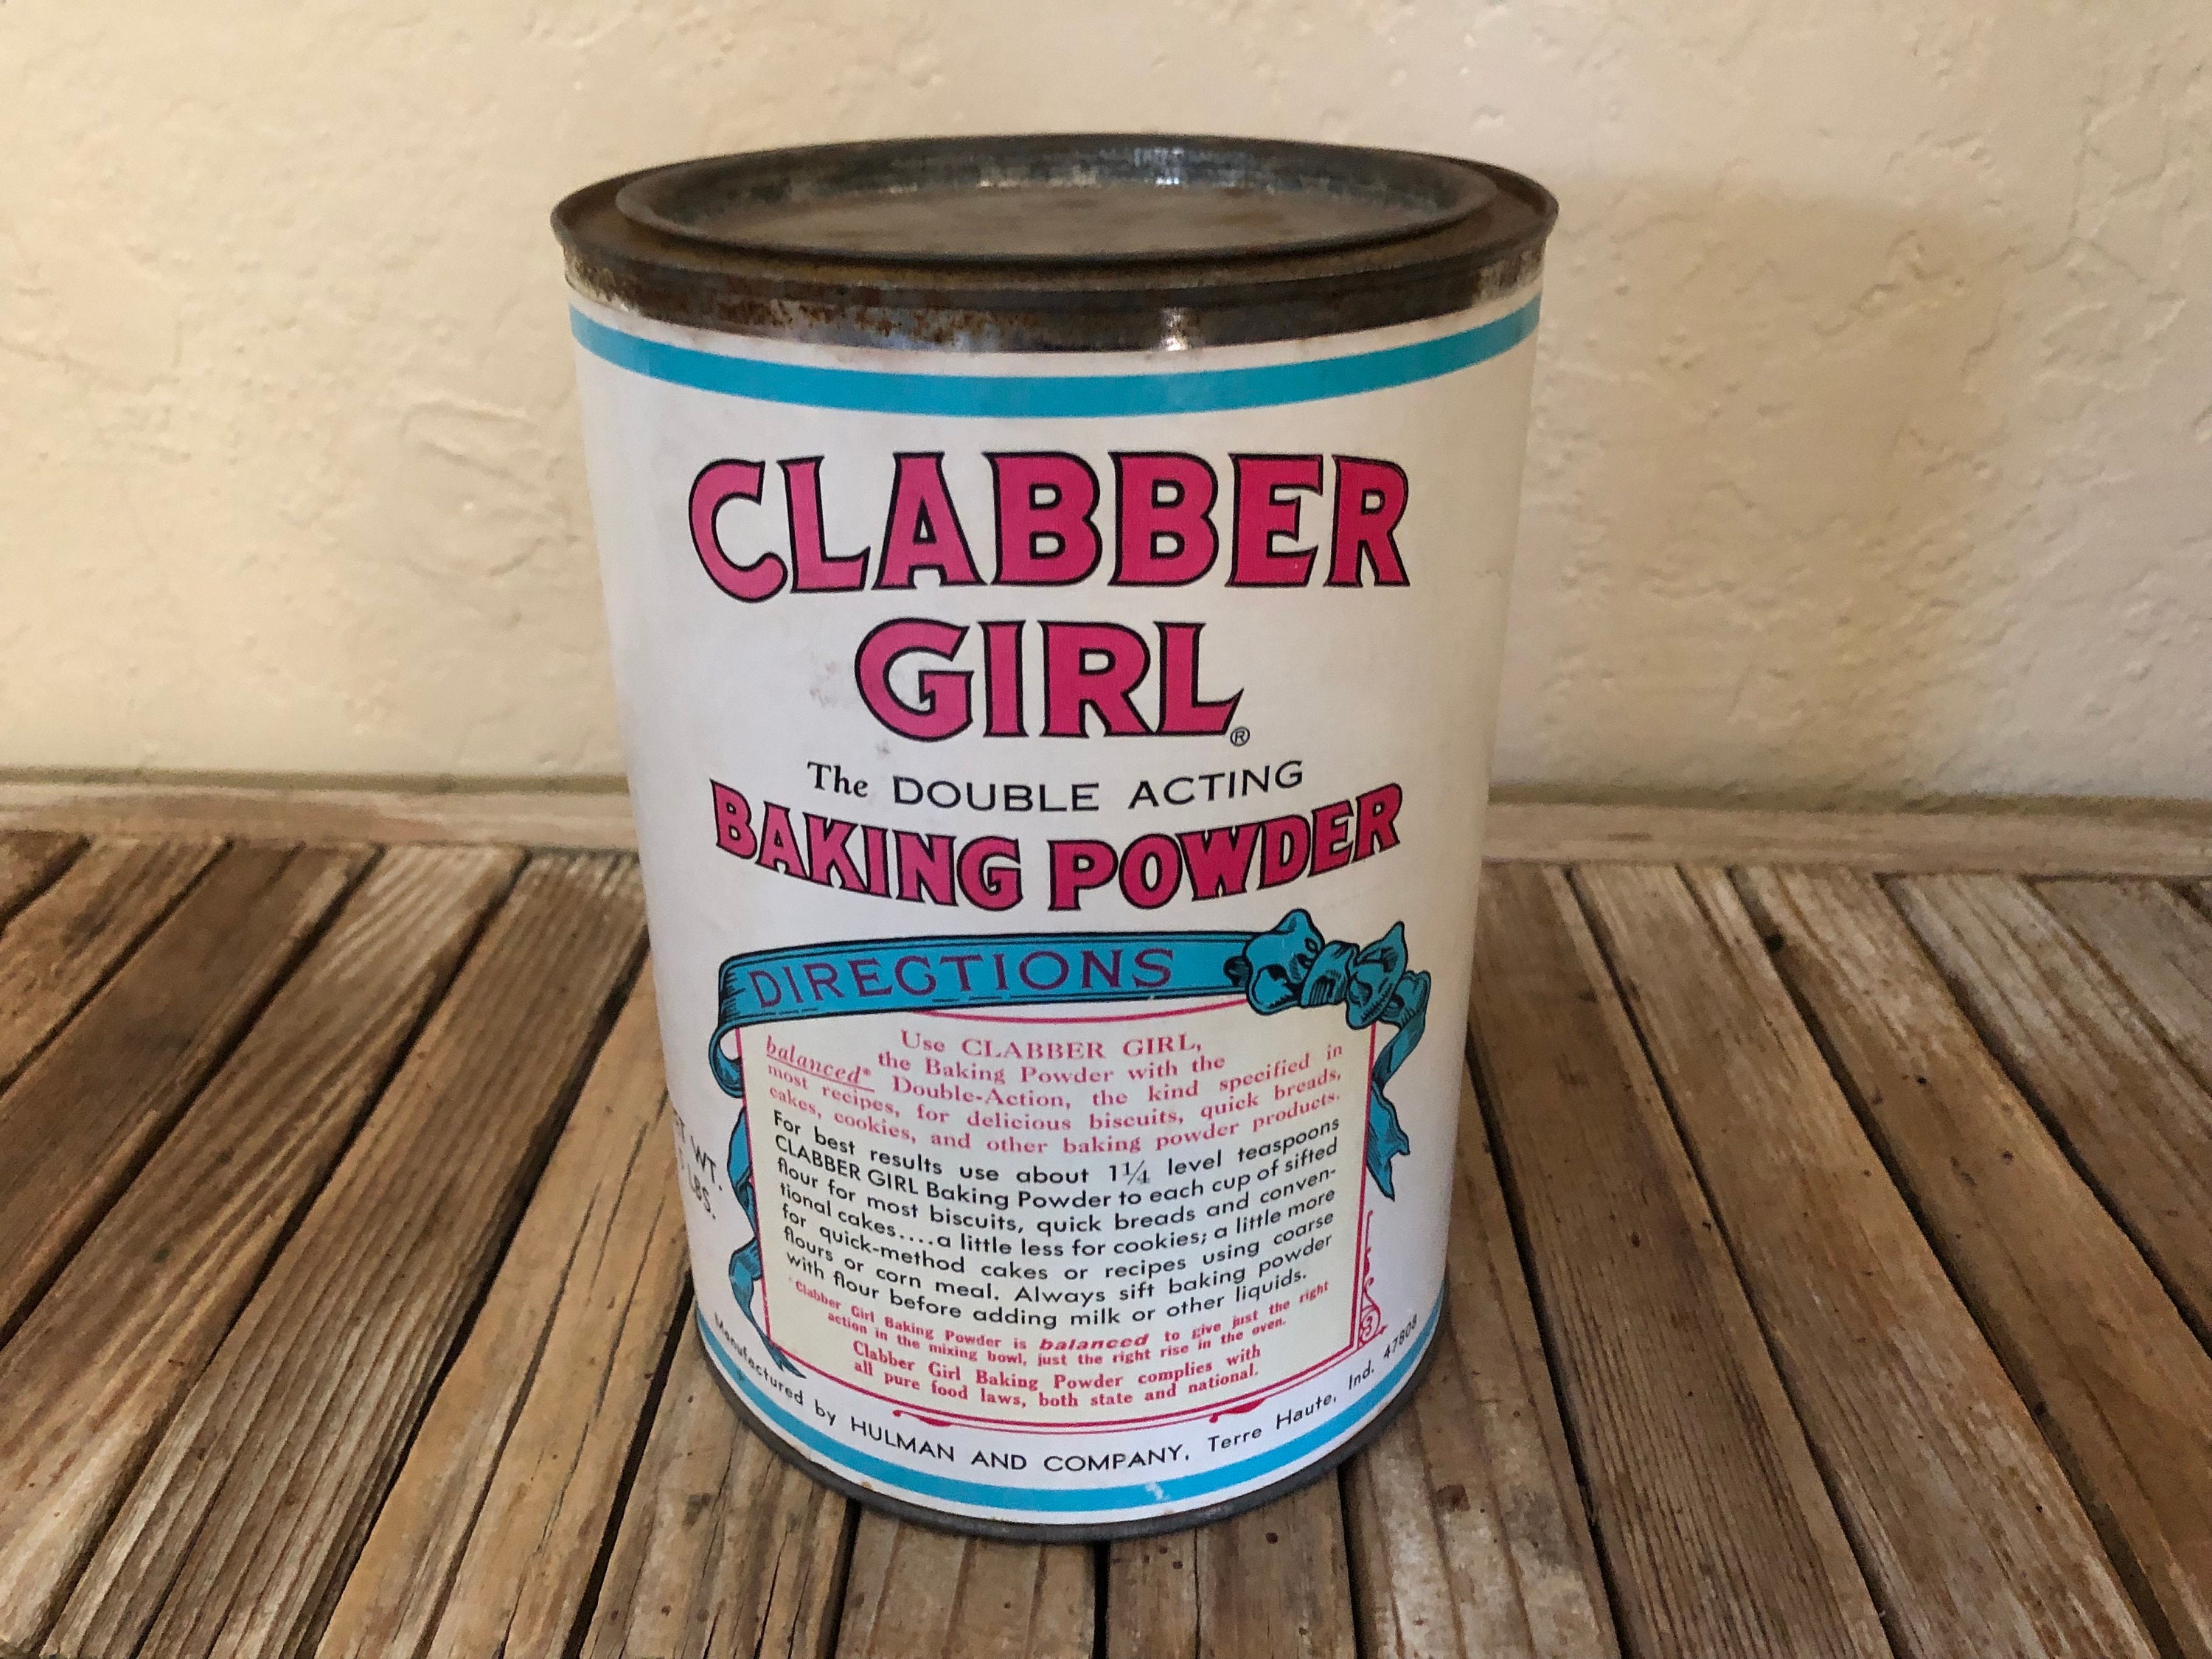 CLABBER
GIRL®
The DOUBLE ACTING
BAKING POWDER
DIRECTIONS
Use CLABBER GIRL,
the Baking Powder with the
balanced* Double-Action, the kind specified in
most recipes, for delicious biscuits, quick breads,
cakes, cookies, and other baking powder products.
For best results use about 1¼ level teaspoons
CLABBER GIRL Baking Powder to each cup of sifted
flour for most biscuits, quick breads and conven-
tional cakes....a little less for cookies; a little more
for quick-method cakes or recipes using coarse
flours or corn meal. Always sift baking powder
with flour before adding milk or other liquids.
*Clabber Girl Baking Powder is balanced to give just the right
action in the mixing bowl, just the right rise in the oven.
Clabber Girl Baking Powder complies with
all pure food laws, both state and national.
3
Manufactured by HULMAN AND COMPANY, Terre Haute, Ind. 47808
WT.
LBS.